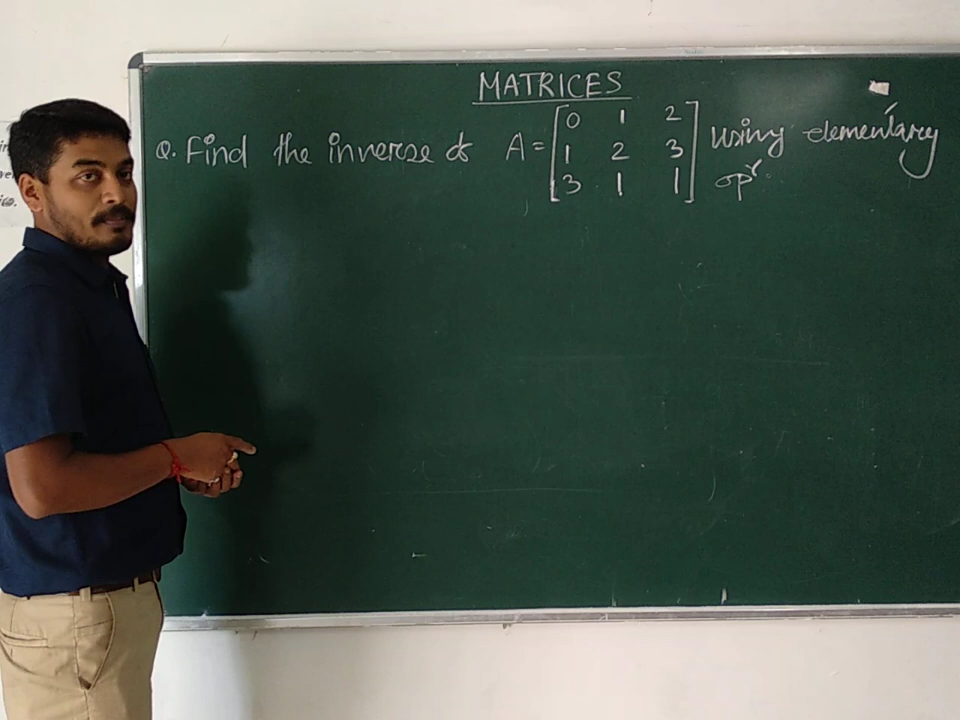 MATRICES
Q. Find the inverse of A = [ 0 1 2 using elementary
1 2 3
3 1 1 ] opr.